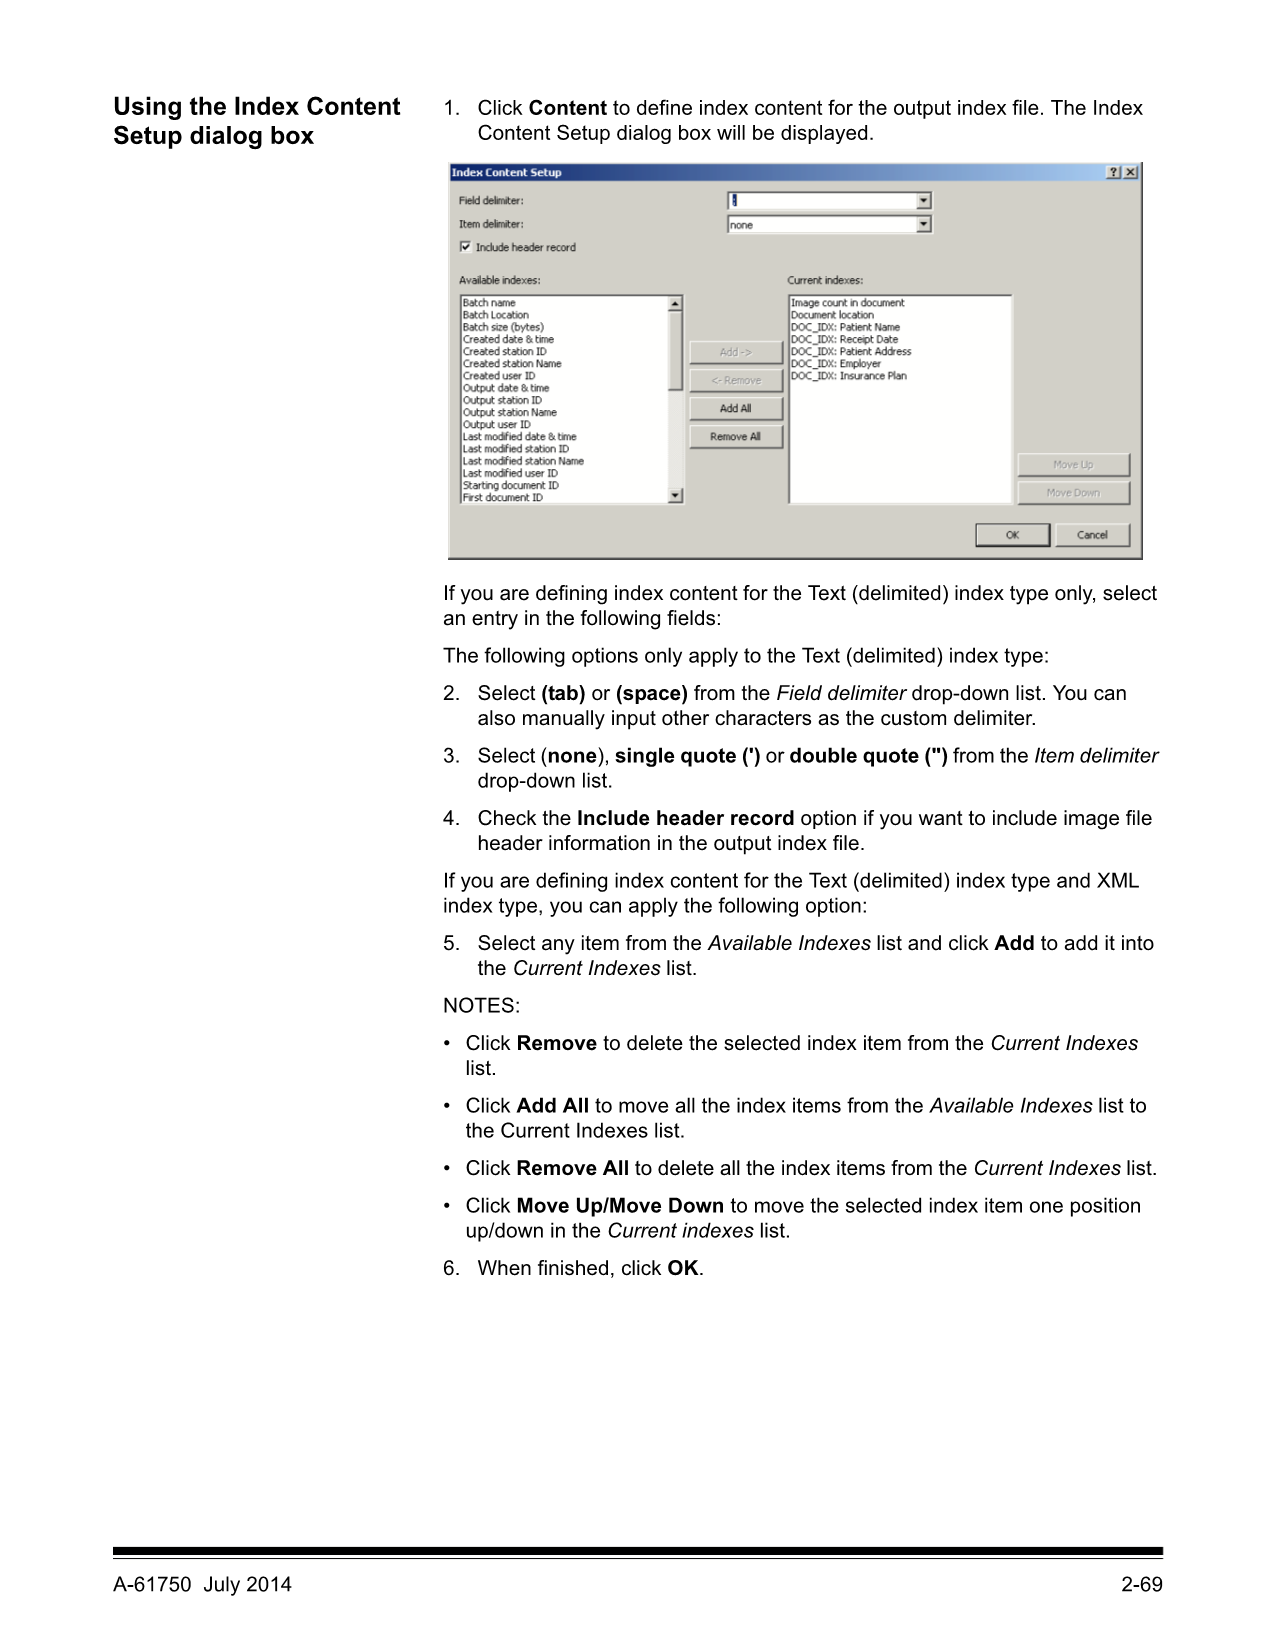 Using the Index Content
Setup dialog box
1. Click Content to define index content for the output index file. The Index
Content Setup dialog box will be displayed.
Index Content Setup
Field delimiter:
Item delimiter:
none
Include header record
Available indexes:
Batch name
Batch Location
Batch size (bytes)
Created date & time
Created station ID
Created station Name
Created user ID
Output date & time
Output station ID
Output station Name
Output user ID
Last modified date & time
Last modified station ID
Last modified station Name
Last modified user ID
Starting document ID
First document ID
Add ->
<- Remove
Add All
Remove All
Current indexes:
Image count in document
Document location
DOC_IDX: Patient Name
DOC_IDX: Receipt Date
DOC_IDX: Patient Address
DOC_IDX: Employer
DOC_IDX: Insurance Plan
Move Up
Move Down
OK
Cancel
If you are defining index content for the Text (delimited) index type only, select
an entry in the following fields:
The following options only apply to the Text (delimited) index type:
2. Select (tab) or (space) from the Field delimiter drop-down list. You can
also manually input other characters as the custom delimiter.
3. Select (none), single quote (') or double quote (") from the Item delimiter
drop-down list.
4. Check the Include header record option if you want to include image file
header information in the output index file.
If you are defining index content for the Text (delimited) index type and XML
index type, you can apply the following option:
5. Select any item from the Available Indexes list and click Add to add it into
the Current Indexes list.
NOTES:
• Click Remove to delete the selected index item from the Current Indexes
list.
• Click Add All to move all the index items from the Available Indexes list to
the Current Indexes list.
• Click Remove All to delete all the index items from the Current Indexes list.
• Click Move Up/Move Down to move the selected index item one position
up/down in the Current indexes list.
6. When finished, click OK.
A-61750 July 2014
2-69